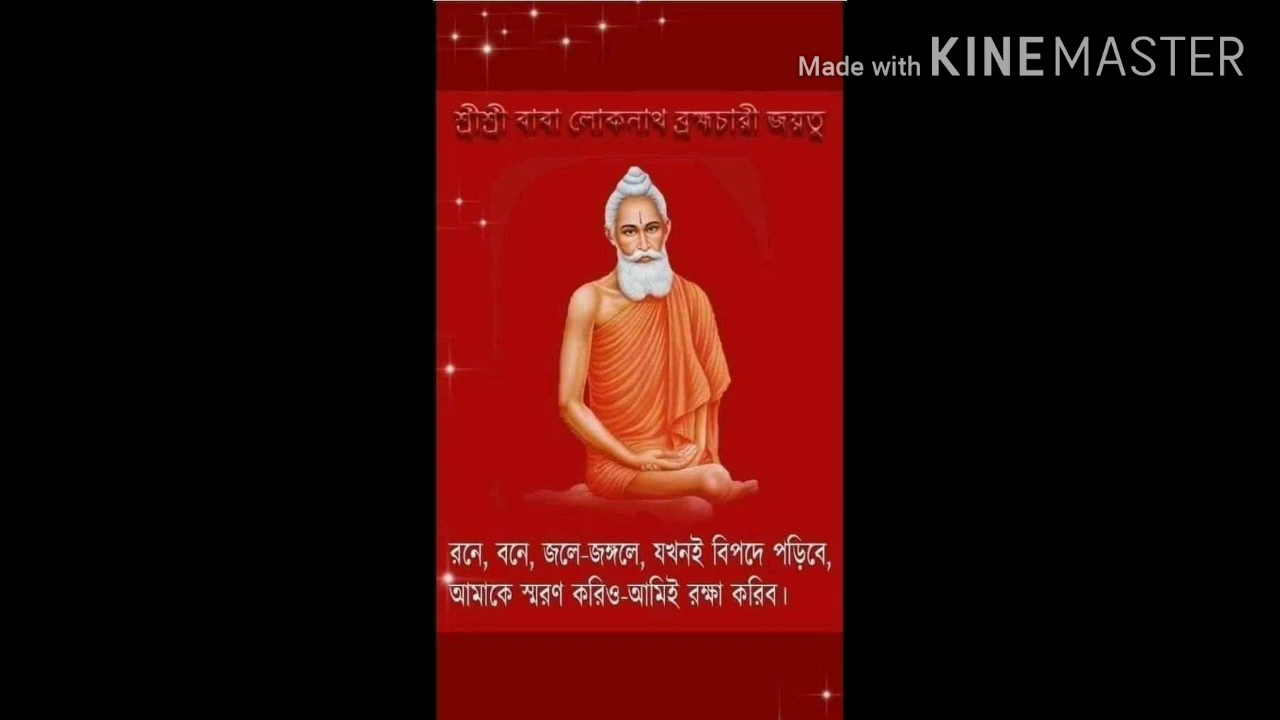 Made with KINEMASTER
শ্রীশ্রী বাবা লোকনাথ ব্রহ্মচারী জয়তু
রনে, বনে, জলে-জঙ্গলে, যখনই বিপদে পড়িবে,
আমাকে স্মরণ করিও-আমিই রক্ষা করিব।